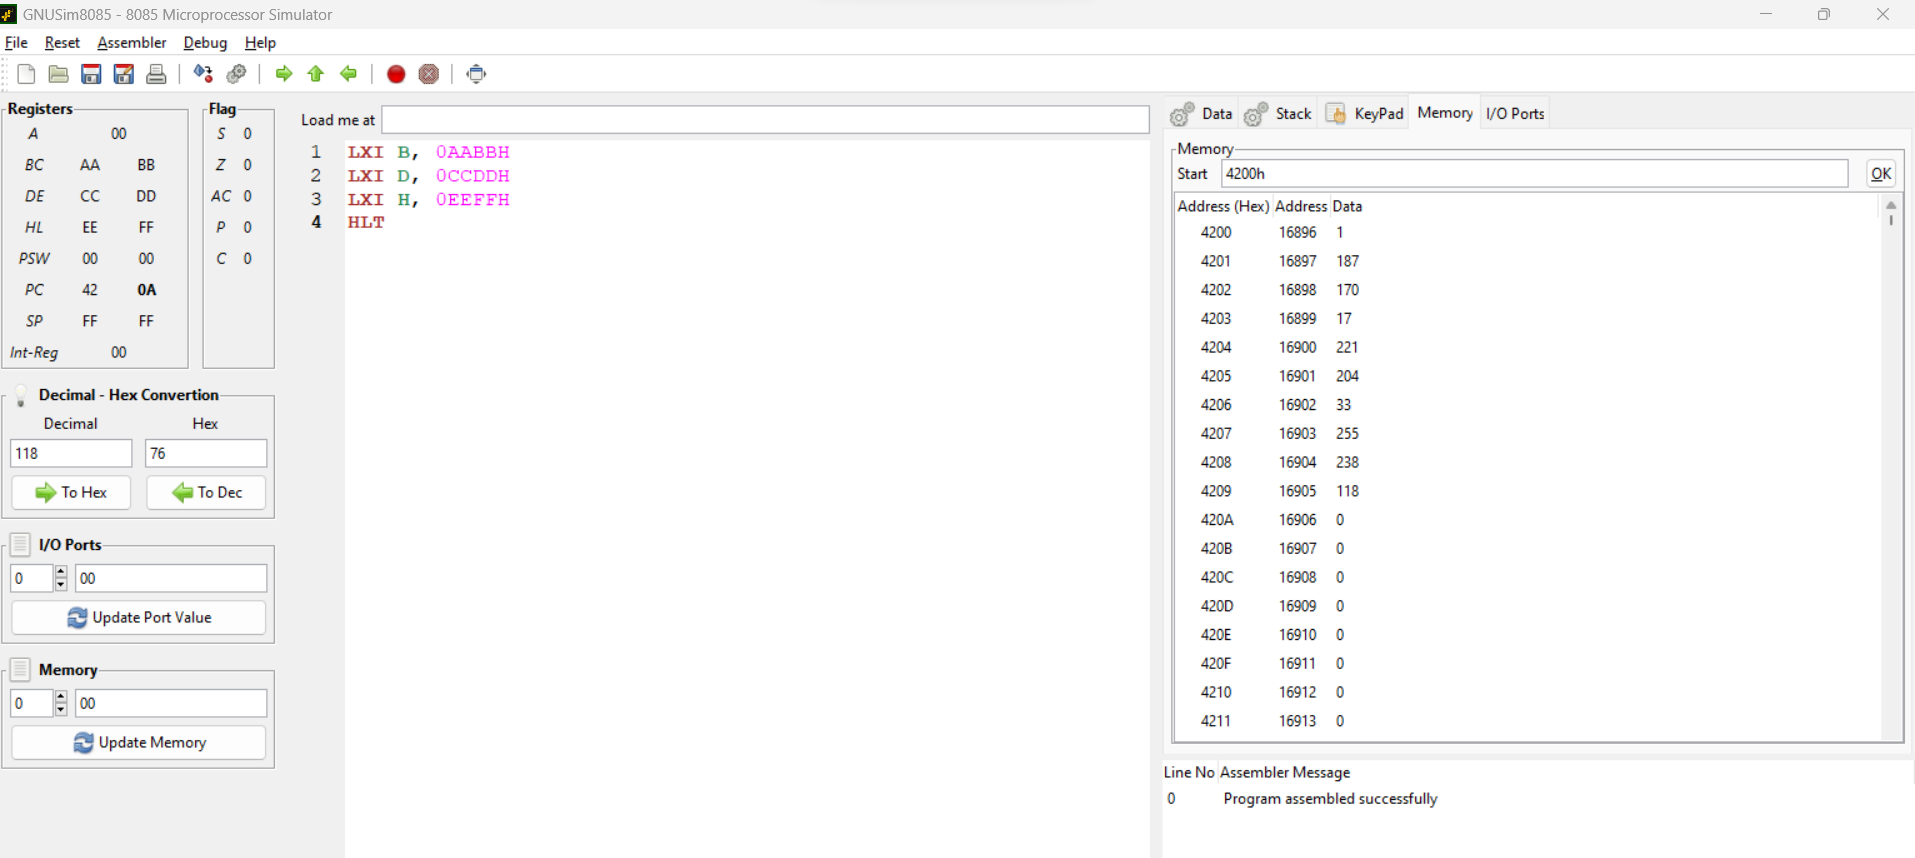 GNUSim8085 - 8085 Microprocessor Simulator
File Reset Assembler Debug Help
Registers
A 00
BC AA BB
DE CC DD
HL EE FF
PSW 00 00
PC 42 0A
SP FF FF
Int-Reg 00
Flag
S 0
Z 0
AC 0
P 0
C 0
Decimal - Hex Convertion
Decimal Hex
118 76
To Hex To Dec
I/O Ports
0 00
Update Port Value
Memory
0 00
Update Memory
Load me at
1 LXI B, 0AABBH
2 LXI D, 0CCDDH
3 LXI H, 0EEFFH
4 HLT
Data Stack KeyPad Memory I/O Ports
Memory
Start 4200h OK
Address (Hex) Address Data
4200 16896 1
4201 16897 187
4202 16898 170
4203 16899 17
4204 16900 221
4205 16901 204
4206 16902 33
4207 16903 255
4208 16904 238
4209 16905 118
420A 16906 0
420B 16907 0
420C 16908 0
420D 16909 0
420E 16910 0
420F 16911 0
4210 16912 0
4211 16913 0
Line No Assembler Message
0 Program assembled successfully